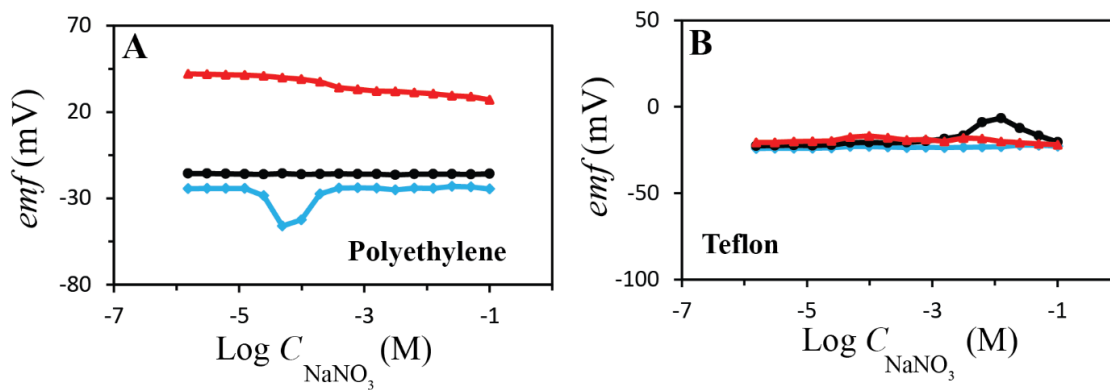 A
70
20
-30
-80
emf (mV)
Polyethylene
-7
-5
-3
-1
Log C NaNO3 (M)
B
50
0
-50
-100
emf (mV)
Teflon
-7
-5
-3
-1
Log C NaNO3 (M)